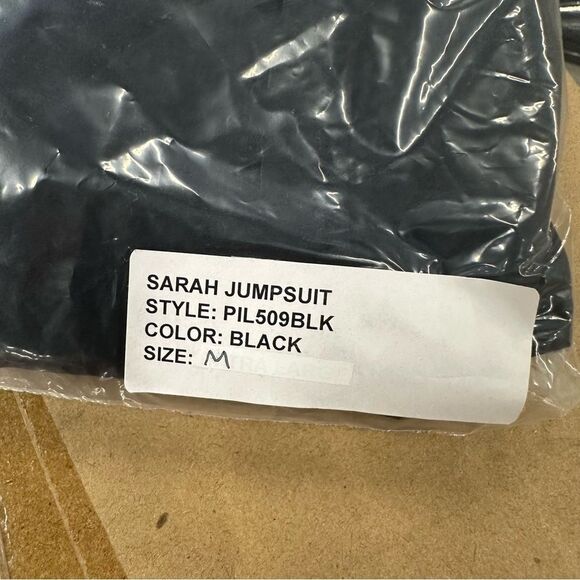 SARAH JUMPSUIT
STYLE: PIL509BLK
COLOR: BLACK
SIZE: M